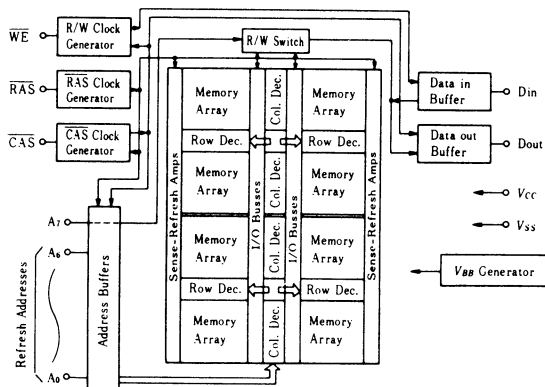 WE
R/W Clock
Generator
R/W Switch
RAS
RAS Clock
Generator
CAS
CAS Clock
Generator
Data in
Buffer
Din
Data out
Buffer
Dout
Sense-Refresh Amps
Memory
Array
Row Dec.
Memory
Array
Memory
Array
Row Dec.
Memory
Array
I/O Busses
Col. Dec.
Col. Dec.
Col. Dec.
Col. Dec.
I/O Busses
Memory
Array
Row Dec.
Memory
Array
Memory
Array
Row Dec.
Memory
Array
Sense-Refresh Amps
VCC
VSS
VBB Generator
A7
A6
A0
Refresh Addresses
Address Buffers